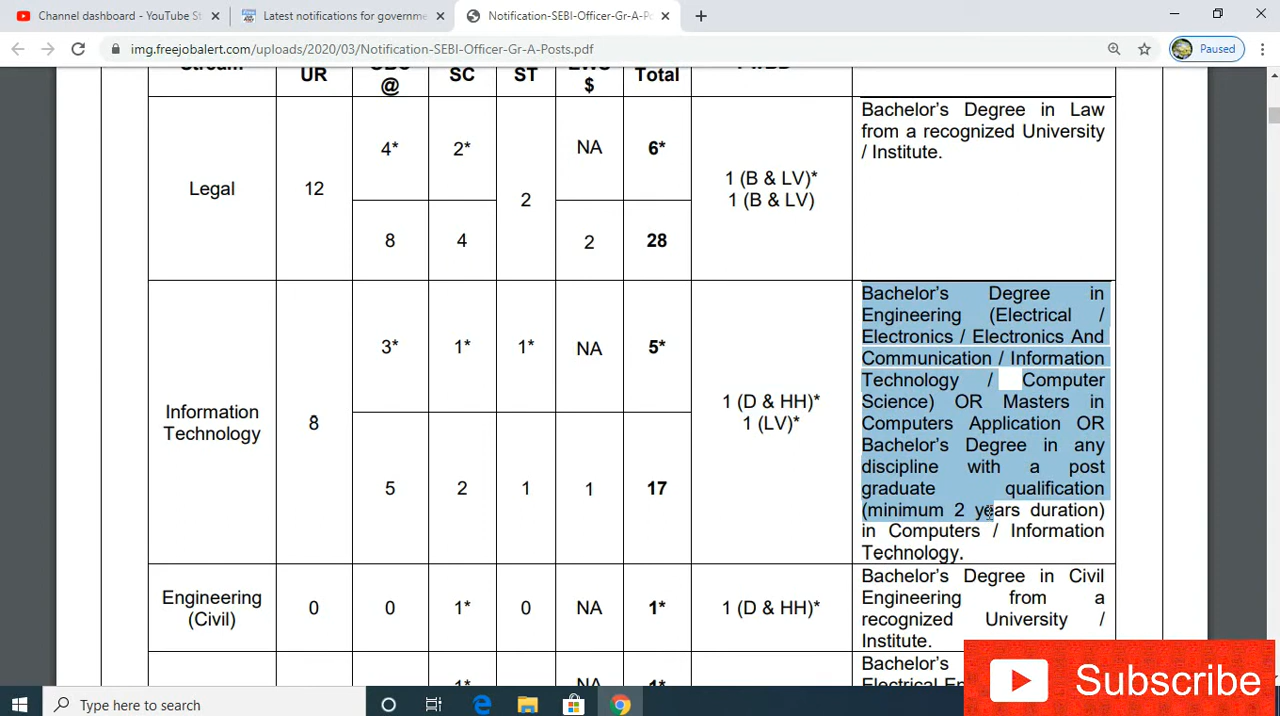 Channel dashboard - YouTube St
Latest notifications for governme
Notification-SEBI-Officer-Gr-A-Po
img.freejobalert.com/uploads/2020/03/Notification-SEBI-Officer-Gr-A-Posts.pdf
Paused
Stream UR @ SC ST EWS $ Total
Legal 12 4* 2* 2 NA 6* 1 (B & LV)* Bachelor's Degree in Law
1 (B & LV) from a recognized University
/ Institute.
8 4 2 28
Information Technology 8 3* 1* 1* NA 5* 1 (D & HH)*
1 (LV)*
5 2 1 1 17
Bachelor's Degree in
Engineering (Electrical /
Electronics / Electronics And
Communication / Information
Technology / Computer
Science) OR Masters in
Computers Application OR
Bachelor's Degree in any
discipline with a post
graduate qualification
(minimum 2 years duration)
in Computers / Information
Technology.
Engineering (Civil) 0 0 1* 0 NA 1* 1 (D & HH)*
Bachelor's Degree in Civil
Engineering from a
recognized University /
Institute.
1* NA 1*
Bachelor's
Subscribe
Type here to search